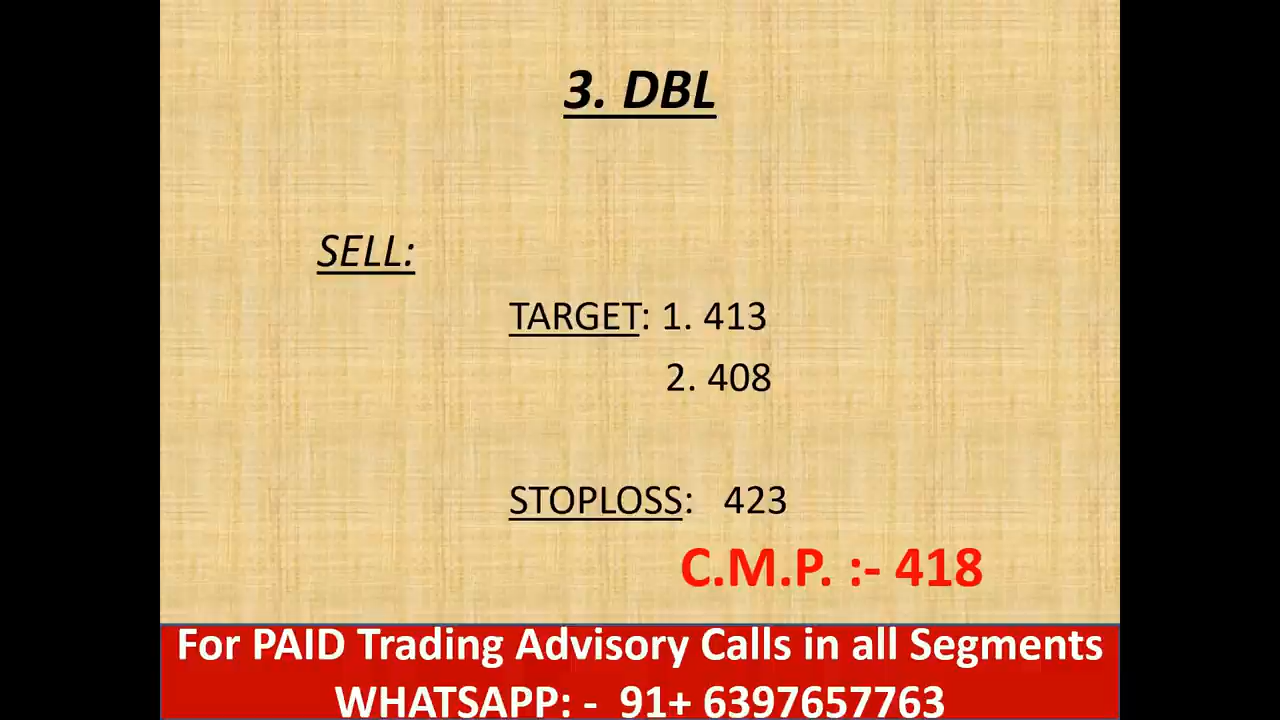 3. DBL
SELL:
TARGET: 1. 413
2. 408
STOPLOSS: 423
C.M.P. :- 418
For PAID Trading Advisory Calls in all Segments
WHATSAPP: - 91+ 6397657763